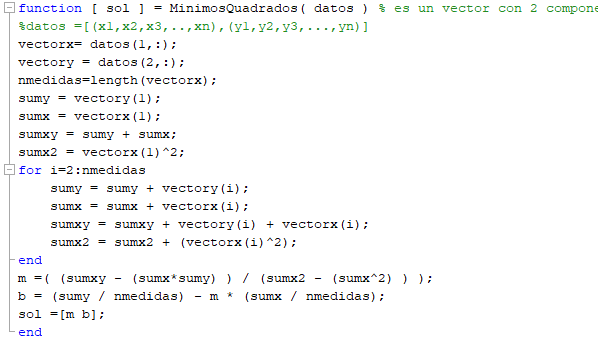 function [ sol ] = MinimosQuadrados( datos ) % es un vector con 2
%datos =[(x1,x2,x3,..,xn),(y1,y2,y3,...,yn)]
vectorx= datos(1,:);
vectory = datos(2,:);
nmedidas=length(vectorx);
sumy = vectory(1);
sumx = vectorx(1);
sumxy = sumy + sumx;
sumx2 = vectorx(1)^2;
for i=2:nmedidas
sumy = sumy + vectory(i);
sumx = sumx + vectorx(i);
sumxy = sumxy + vectory(i) + vectorx(i);
sumx2 = sumx2 + (vectorx(i)^2);
end
m =( (sumxy - (sumx*sumy) ) / (sumx2 - (sumx^2) ) );
b = (sumy / nmedidas) - m * (sumx / nmedidas);
sol =[m b];
end